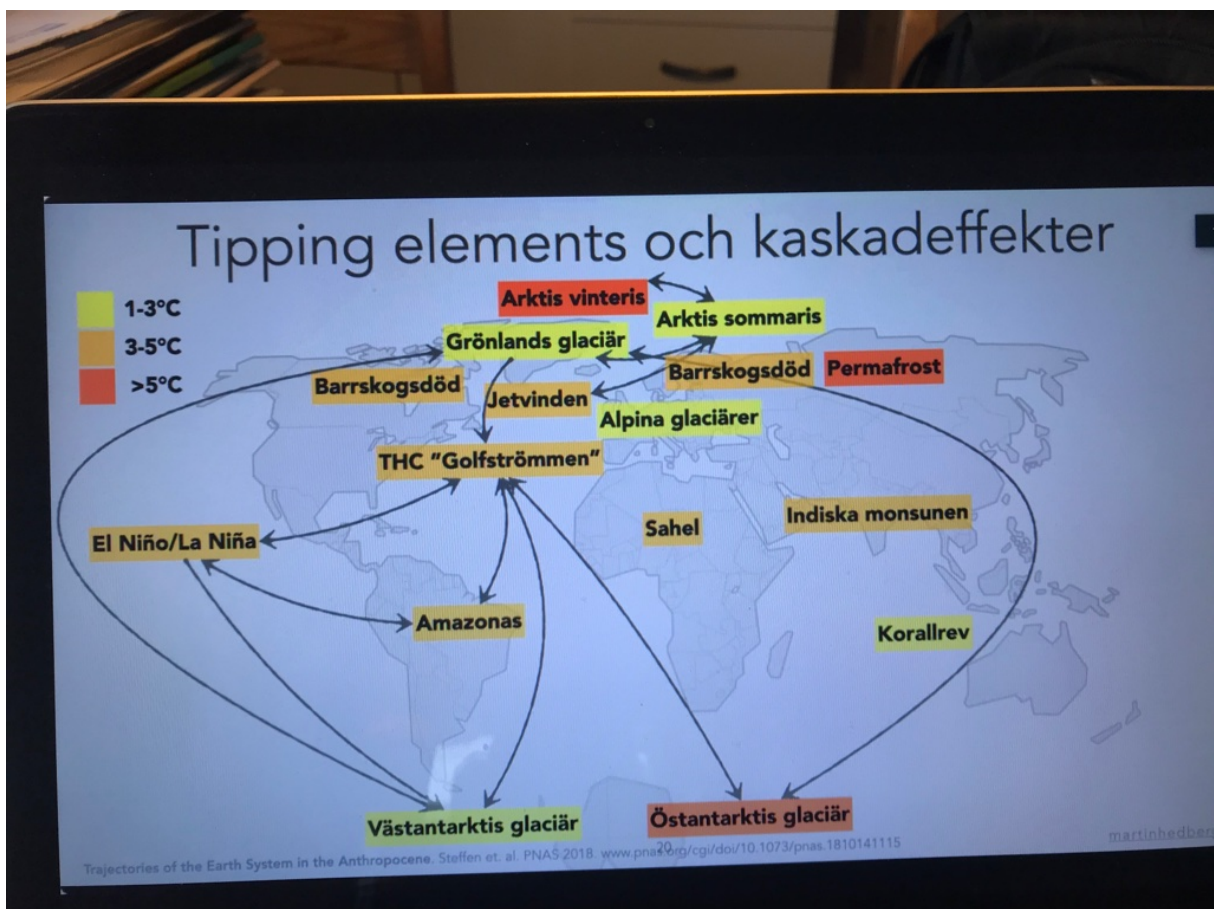 Tipping elements och kaskadeffekter
1-3°C
3-5°C
>5°C
Arktis vinteris
Arktis sommaris
Grönlands glaciär
Barrskogsdöd
Barrskogsdöd
Permafrost
Jetvinden
Alpina glaciärer
THC "Golfströmmen"
Sahel
Indiska monsunen
El Niño/La Niña
Amazonas
Korallrev
Västantarktis glaciär
Östantarktis glaciär
20
Trajectories of the Earth System in the Anthropocene. Steffen et. al. PNAS 2018. www.pnas.org/cgi/doi/10.1073/pnas.1810141115
martinhedber